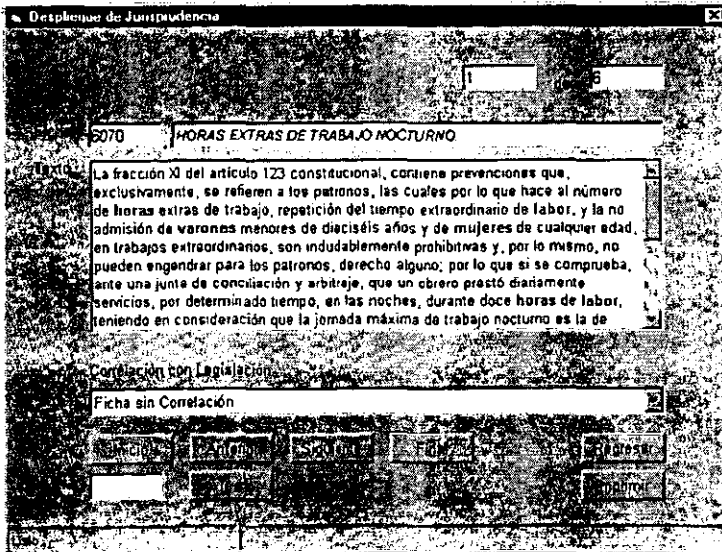 Despliegue de Jurisprudencia
1 de 6
6070 HORAS EXTRAS DE TRABAJO NOCTURNO.
Texto
La fracción XI del artículo 123 constitucional, contiene prevenciones que,
exclusivamente, se refieren a los patronos, las cuales por lo que hace al número
de horas extras de trabajo, repetición del tiempo extraordinario de labor, y la no
admisión de varones menores de dieciséis años y de mujeres de cualquier edad,
en trabajos extraordinarios, son indudablemente prohibitivas y, por lo mismo, no
pueden engendrar para los patronos, derecho alguno; por lo que si se comprueba,
ante una junta de conciliación y arbitraje, que un obrero prestó diariamente
servicios, por determinado tiempo, en las noches, durante doce horas de labor,
teniendo en consideración que la jornada máxima de trabajo nocturno es la de
Correlación con Legislación
Ficha sin Correlación
Anterior Siguiente Final Regresar
Imprimir